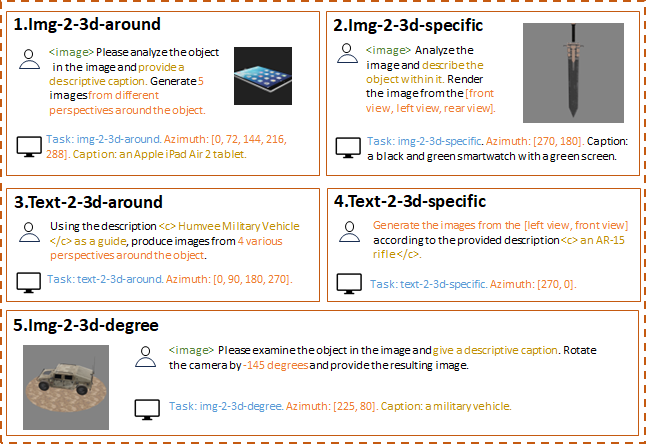 1.Img-2-3d-around
<image> Please analyze the object
in the image and provide a
descriptive caption. Generate 5
images from different
perspectives around the object.
Task: img-2-3d-around. Azimuth: [0, 72, 144, 216,
288]. Caption: an Apple iPad Air 2 tablet.
2.Img-2-3d-specific
<image> Analyze the
image and describe the
object within it. Render
the image from the [front
view, left view, rear view].
Task: img-2-3d-specific. Azimuth: [270, 180]. Caption:
a black and green smartwatch with a green screen.
3.Text-2-3d-around
Using the description <c> Humvee Military Vehicle
</c> as a guide, produce images from 4 various
perspectives around the object.
Task: text-2-3d-around. Azimuth: [0, 90, 180, 270].
4.Text-2-3d-specific
Generate the images from the [left view, front view]
according to the provided description <c> an AR-15
rifle </c>.
Task: text-2-3d-specific. Azimuth: [270, 0].
5.Img-2-3d-degree
<image> Please examine the object in the image and give a descriptive caption. Rotate
the camera by -145 degrees and provide the resulting image.
Task: img-2-3d-degree. Azimuth: [225, 80]. Caption: a military vehicle.